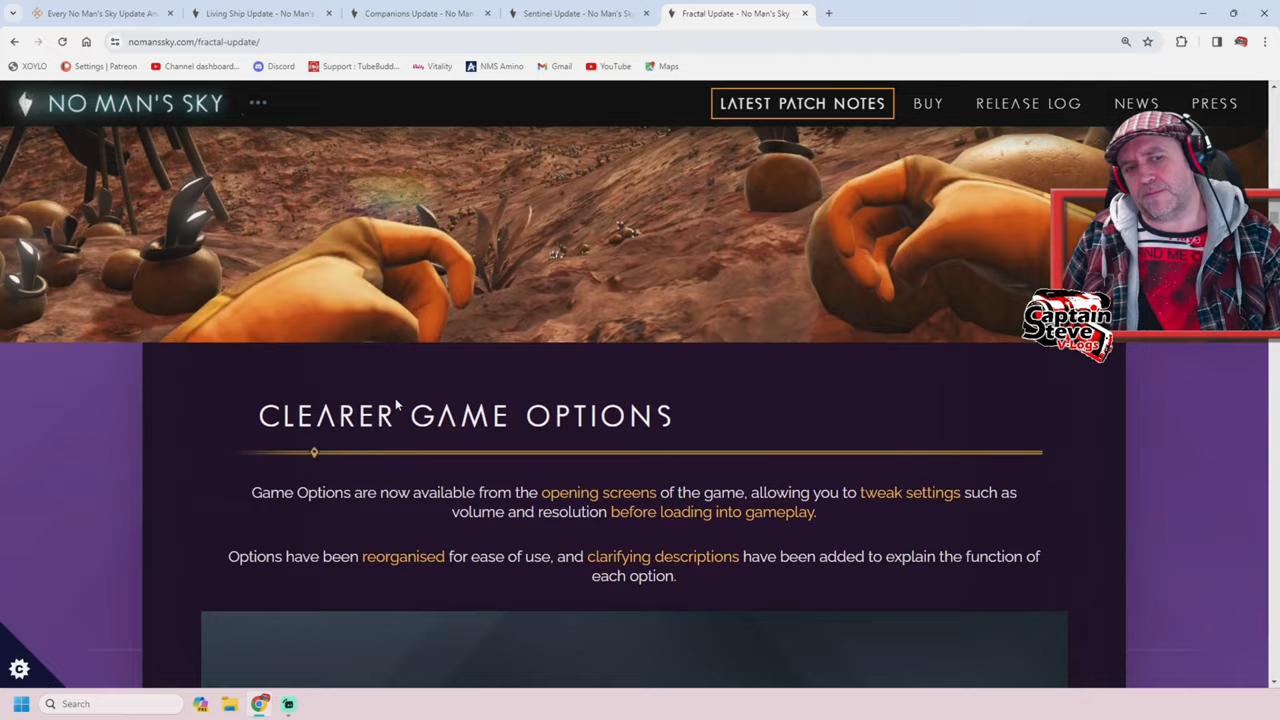 Every No Man's Sky Update An
Living Ship Update - No Man's
Companions Update - No Man
Sentinel Update - No Man's Sky
Fractal Update - No Man's Sky
nomanssky.com/fractal-update/
XOYLO
Settings | Patreon
Channel dashboard...
Discord
Support : TubeBudd...
Vitality
NMS Amino
Gmail
YouTube
Maps
NO MAN'S SKY
LATEST PATCH NOTES
BUY
RELEASE LOG
NEWS
PRESS
Captain
Steve
V-Logs
CLEARER GAME OPTIONS
Game Options are now available from the opening screens of the game, allowing you to tweak settings such as
volume and resolution before loading into gameplay.
Options have been reorganised for ease of use, and clarifying descriptions have been added to explain the function of
each option.
Search